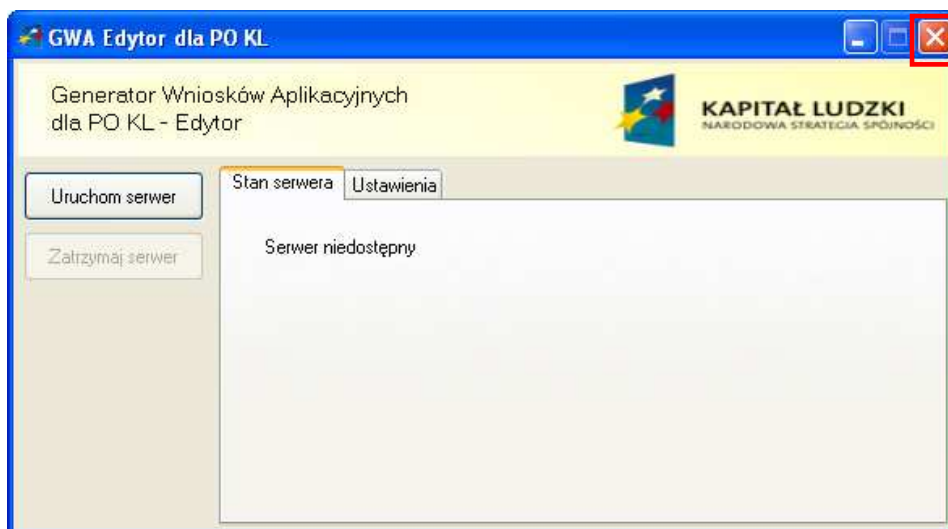 GWA Edytor dla PO KL
Generator Wniosków Aplikacyjnych
dla PO KL - Edytor
KAPITAŁ LUDZKI
NARODOWA STRATEGIA SPÓJNOŚCI
Uruchom serwer
Stan serwera
Ustawienia
Zatrzymaj serwer
Serwer niedostępny